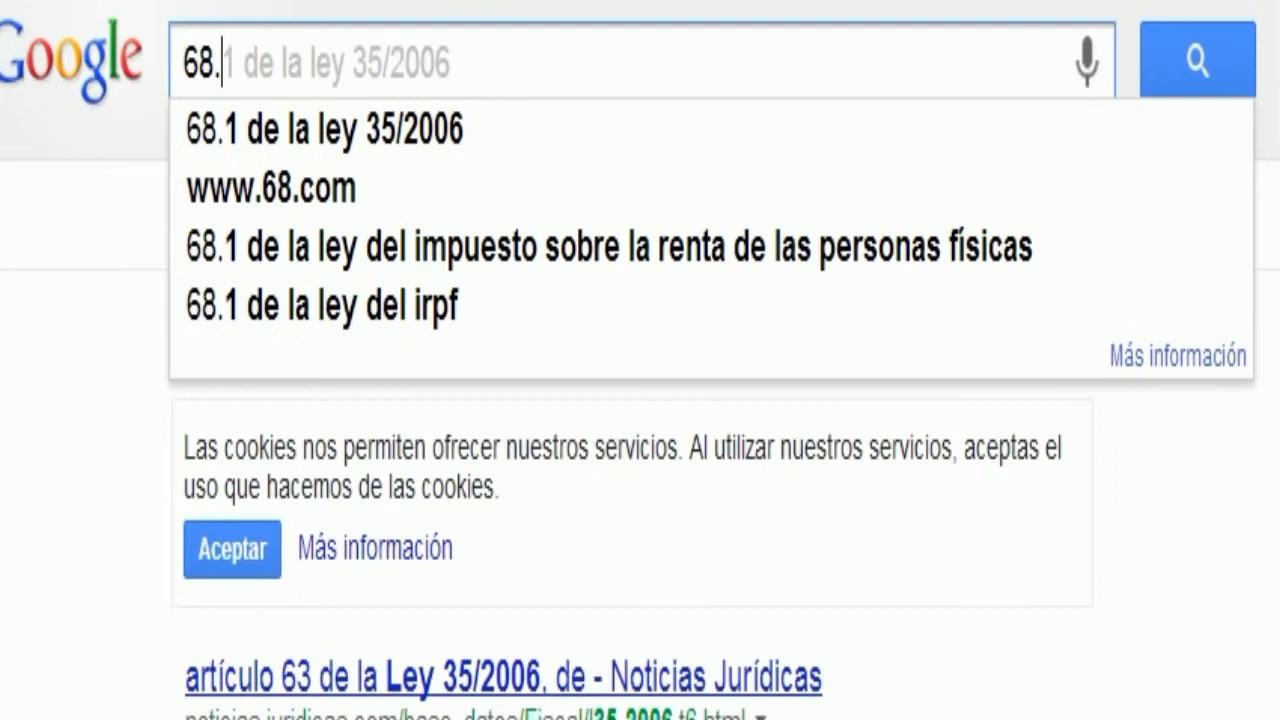 Google
68.1 de la ley 35/2006
68.1 de la ley 35/2006
www.68.com
68.1 de la ley del impuesto sobre la renta de las personas físicas
68.1 de la ley del irpf
Más información
Las cookies nos permiten ofrecer nuestros servicios. Al utilizar nuestros servicios, aceptas el
uso que hacemos de las cookies.
Aceptar Más información
artículo 63 de la Ley 35/2006, de - Noticias Jurídicas